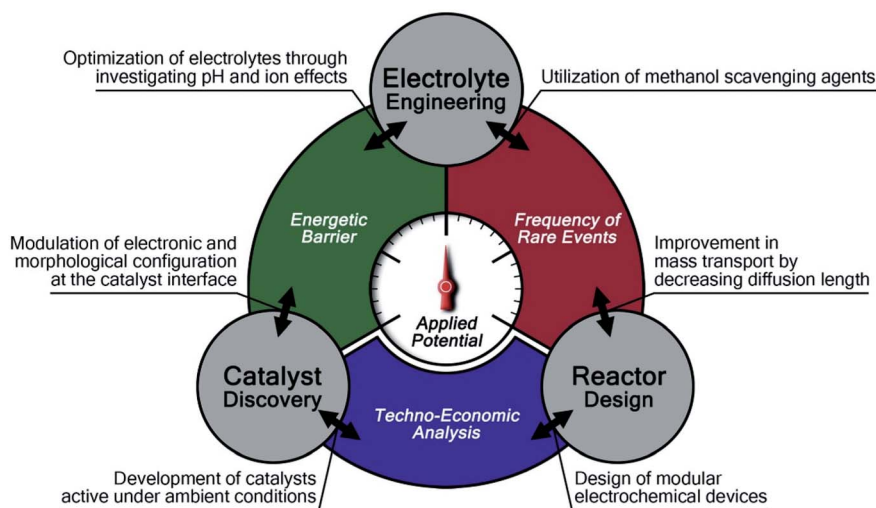 Optimization of electrolytes through
investigating pH and ion effects
Electrolyte
Engineering
Utilization of methanol scavenging agents
Energetic
Barrier
Frequency of
Rare Events
Modulation of electronic and
morphological configuration
at the catalyst interface
Improvement in
mass transport by
decreasing diffusion length
Applied
Potential
Catalyst
Discovery
Reactor
Design
Techno-Economic
Analysis
Development of catalysts
active under ambient conditions
Design of modular
electrochemical devices